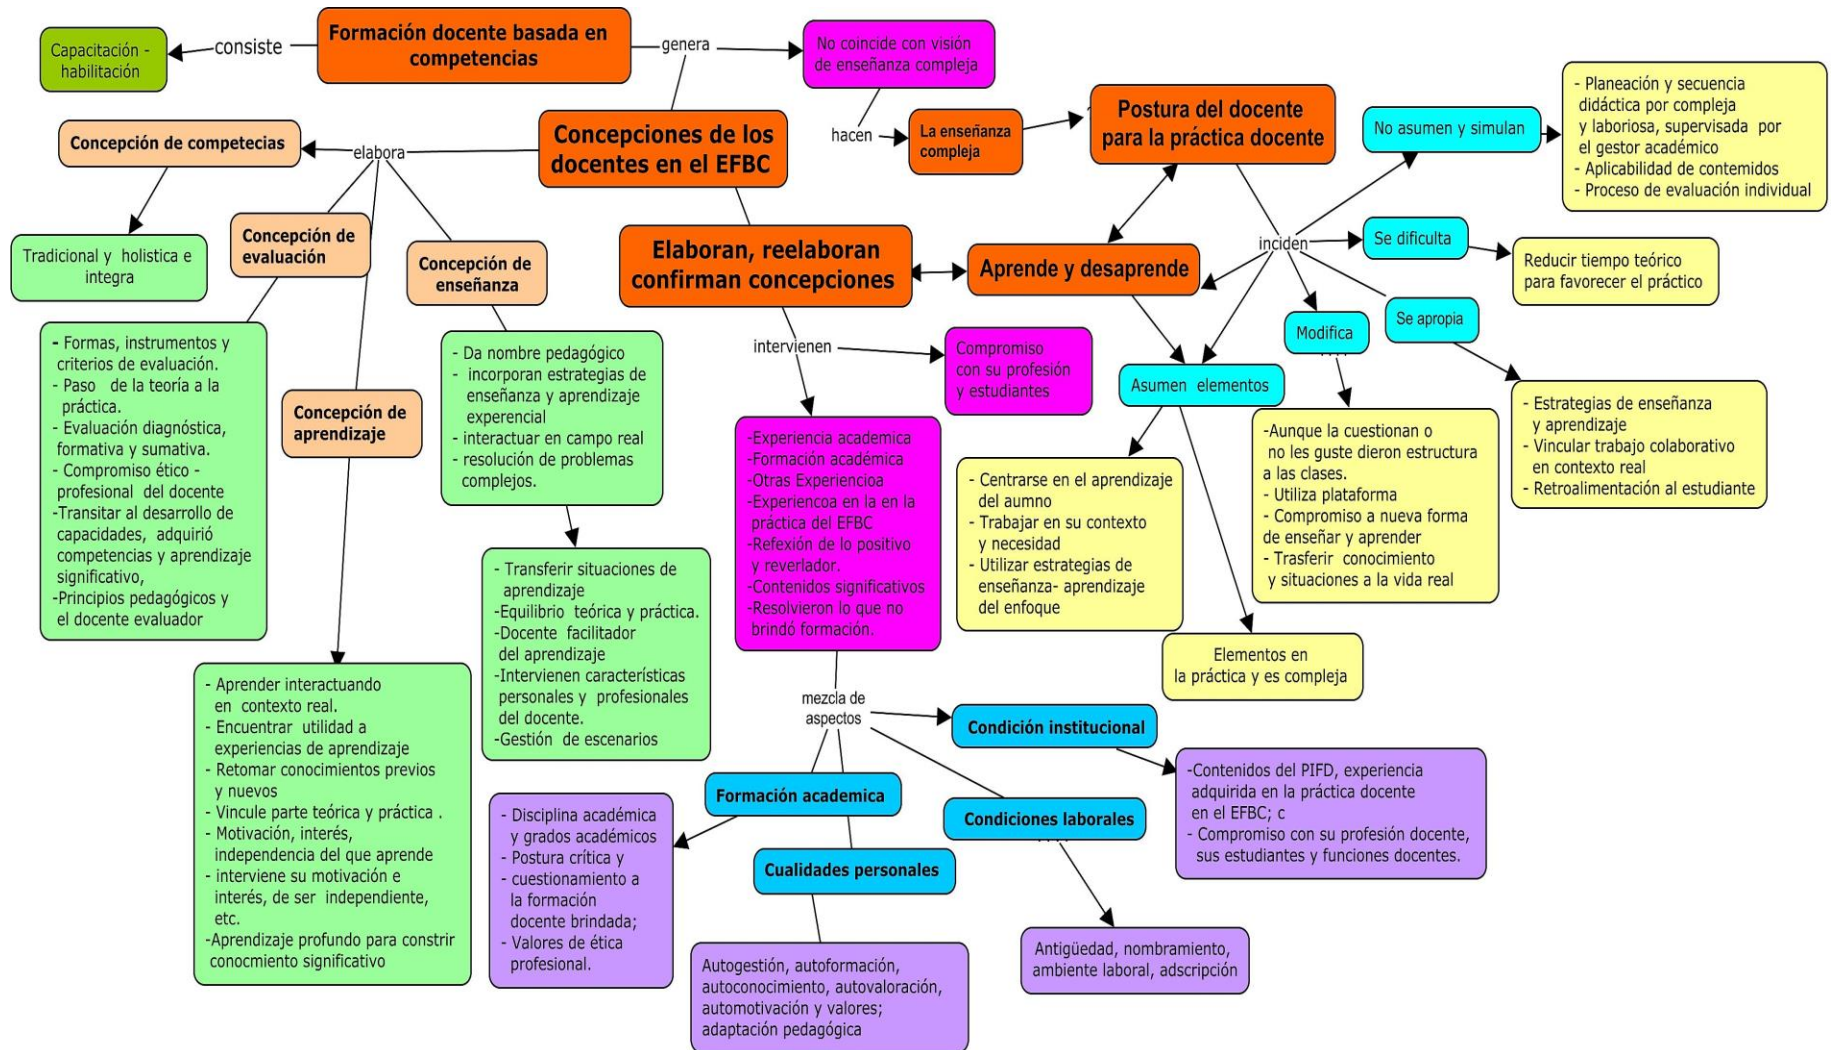 Formación docente basada en
competencias
consiste
Capacitación -
habilitación
genera
No coincide con visión
de enseñanza compleja
hacen
La enseñanza
compleja
Postura del docente
para la práctica docente
Concepciones de los
docentes en el EFBC
elabora
Concepción de competecias
Tradicional y holistica e
integra
Concepción de
evaluación
- Formas, instrumentos y
criterios de evaluación.
- Paso de la teoría a la
práctica.
- Evaluación diagnóstica,
formativa y sumativa.
- Compromiso ético -
profesional del docente
-Transitar al desarrollo de
capacidades, adquirió
competencias y aprendizaje
significativo,
-Principios pedagógicos y
el docente evaluador
Concepción de
aprendizaje
- Aprender interactuando
en contexto real.
- Encuentrar utilidad a
experiencias de aprendizaje
- Retomar conocimientos previos
y nuevos
- Vincule parte teórica y práctica .
- Motivación, interés,
independencia del que aprende
- interviene su motivación e
interés, de ser independiente,
etc.
-Aprendizaje profundo para constrir
conocmiento significativo
Concepción de
enseñanza
- Da nombre pedagógico
- incorporan estrategias de
enseñanza y aprendizaje
experencial
- interactuar en campo real
- resolución de problemas
complejos.
- Transferir situaciones de
aprendizaje
-Equilibrio teórica y práctica.
-Docente facilitador
del aprendizaje
-Intervienen características
personales y profesionales
del docente.
-Gestión de escenarios
Elaboran, reelaboran
confirman concepciones
Aprende y desaprende
intervienen
Compromiso
con su profesión
y estudiantes
-Experiencia academica
-Formación académica
-Otras Experiencioa
-Experiencoa en la en la
práctica del EFBC
-Refexión de lo positivo
y reverlador.
-Contenidos significativos
-Resolvieron lo que no
brindó formación.
mezcla de
aspectos
Formación academica
- Disciplina académica
y grados académicos
- Postura crítica y
- cuestionamiento a
la formación
docente brindada;
- Valores de ética
profesional.
Cualidades personales
Autogestión, autoformación,
autoconocimiento, autovaloración,
automotivación y valores;
adaptación pedagógica
Condiciones laborales
Antigüedad, nombramiento,
ambiente laboral, adscripción
Condición institucional
-Contenidos del PIFD, experiencia
adquirida en la práctica docente
en el EFBC; c
- Compromiso con su profesión docente,
sus estudiantes y funciones docentes.
inciden
No asumen y simulan
- Planeación y secuencia
didáctica por compleja
y laboriosa, supervisada por
el gestor académico
- Aplicabilidad de contenidos
- Proceso de evaluación individual
Se dificulta
Reducir tiempo teórico
para favorecer el práctico
Se apropia
- Estrategias de enseñanza
y aprendizaje
- Vincular trabajo colaborativo
en contexto real
- Retroalimentación al estudiante
Modifica
-Aunque la cuestionan o
no les guste dieron estructura
a las clases.
- Utiliza plataforma
- Compromiso a nueva forma
de enseñar y aprender
- Trasferir conocimiento
y situaciones a la vida real
Asumen elementos
- Centrarse en el aprendizaje
del aumno
- Trabajar en su contexto
y necesidad
- Utilizar estrategias de
enseñanza- aprendizaje
del enfoque
Elementos en
la práctica y es compleja